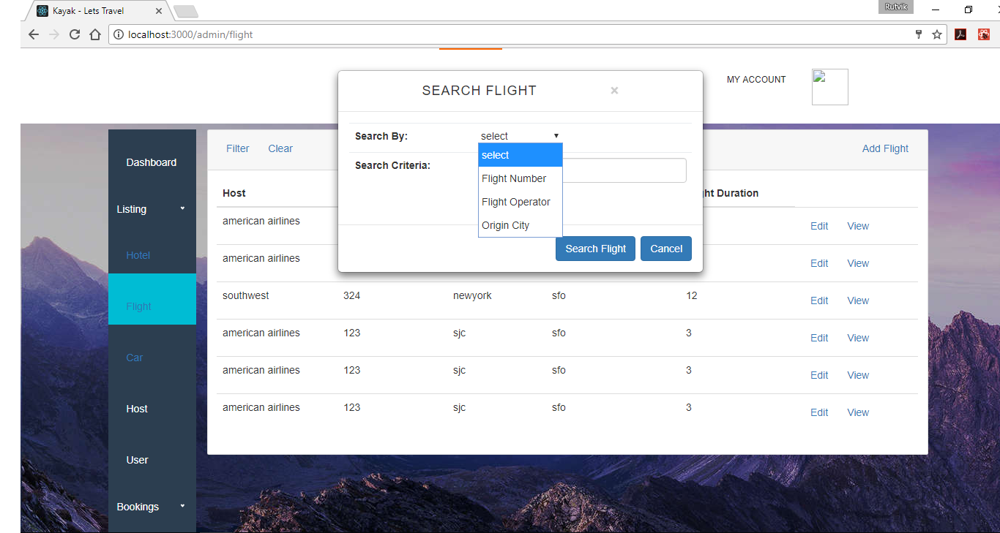 Kayak - Lets Travel
Rutvik
localhost:3000/admin/flight
MY ACCOUNT
SEARCH FLIGHT ×
Search By: select
select
Flight Number
Flight Operator
Origin City
Search Criteria:
Search Flight Cancel
Dashboard
Listing
Hotel
Flight
Car
Host
User
Bookings
Filter Clear Add Flight
Host ht Duration
american airlines Edit View
american airlines Edit View
southwest 324 newyork sfo 12 Edit View
american airlines 123 sjc sfo 3 Edit View
american airlines 123 sjc sfo 3 Edit View
american airlines 123 sjc sfo 3 Edit View